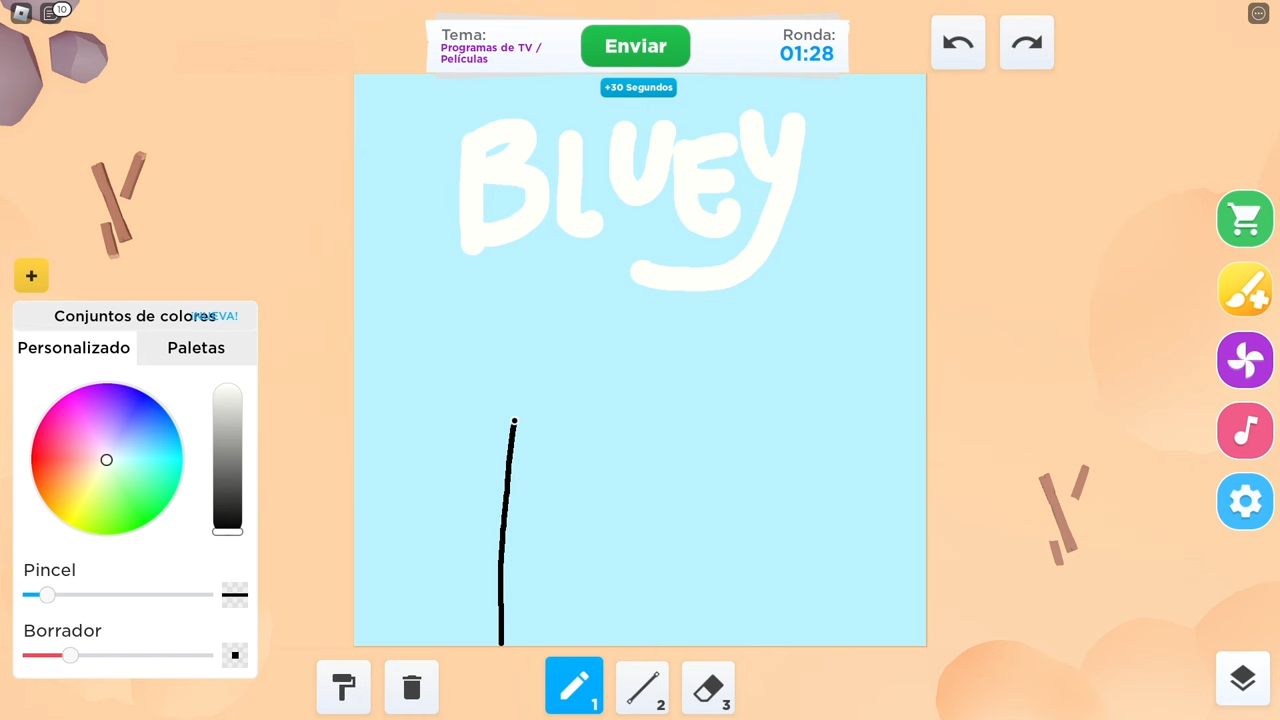 10
Tema:
Programas de TV /
Películas
Enviar
Ronda:
01:28
+30 Segundos
BLUEY
+
Conjuntos de colores
Personalizado
Paletas
Pincel
Borrador
1
2
3